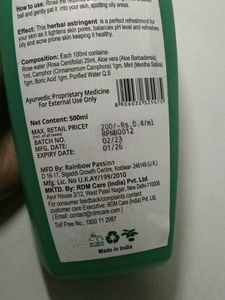 How to use: Rinse the
ball and gently pat it into your skin, spotting oily areas.
Effect: This herbal astringent is a perfect refreshment for
your skin as it tightens skin pores, balances pH level and refreshes
oily and acne prone skin keeping it healthy.
Composition: Each 100ml contains-
Rose water (Rosa Centifolia) 25ml, Aloe vera (Aloe Barbadensis)
1ml, Camphor (Cinnamomum Camphora) 1gm, Mint (Mentha Sativa)
1gm, Boric Acid 1gm, Purified Water Q.S
Ayurvedic Proprietary Medicine
For External Use Only
8906032325475
Net Content: 500ml
MAX. RETAIL PRICE: 200/-Rs.0.4/ml
BATCH NO. RPNB0012
MFG. DATE: 02/23
EXPIRY DATE: 01/26
MFD By: Rainbow Passion
D 16-17, Sigaddi Growth Centre, Kotdwar-246149 (U.K)
Mfg. Lic No U.K.AY/199/2010
MKTD. By: RDM Care (India) Pvt. Ltd.
Ayur House 2/12, West Patel Nagar, New Delhi-110008
For consumer feedback/complaints contact
customer care Executive: RDM Care (India) Pvt. Ltd.
Email: contact@rdmcare.com
Toll Free No.: 1800 11 2987
Made in India